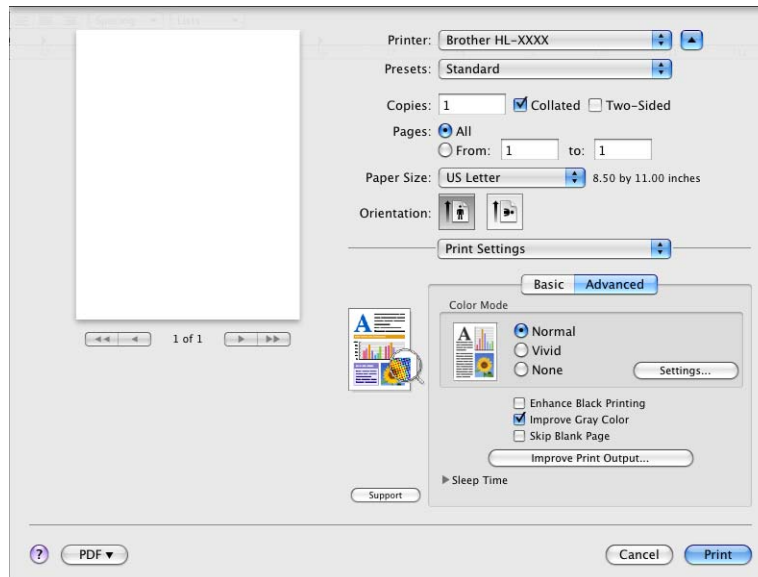 Spacing Lists
Printer: Brother HL-XXXX
Presets: Standard
Copies: 1 Collated Two-Sided
Pages: All
From: 1 to: 1
Paper Size: US Letter 8.50 by 11.00 inches
Orientation:
Print Settings
Basic Advanced
Color Mode
Normal
Vivid
None Settings...
Enhance Black Printing
Improve Gray Color
Skip Blank Page
Improve Print Output...
Sleep Time
Support
1 of 1
? PDF Cancel Print